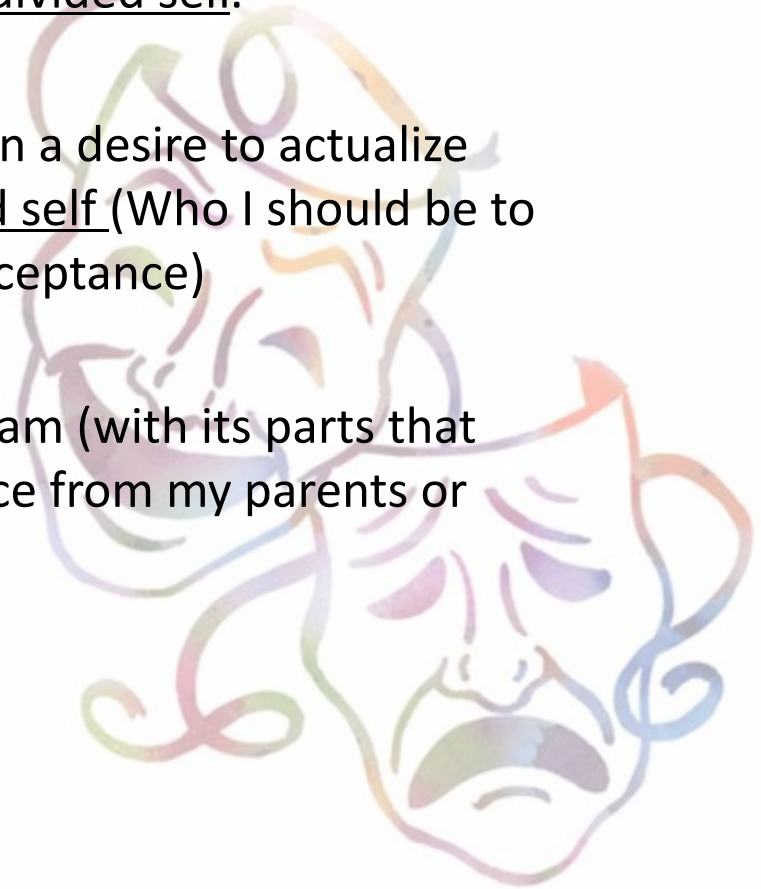 divided self.
n a desire to actualize
d self (Who I should be to
ceptance)
am (with its parts that
ce from my parents or